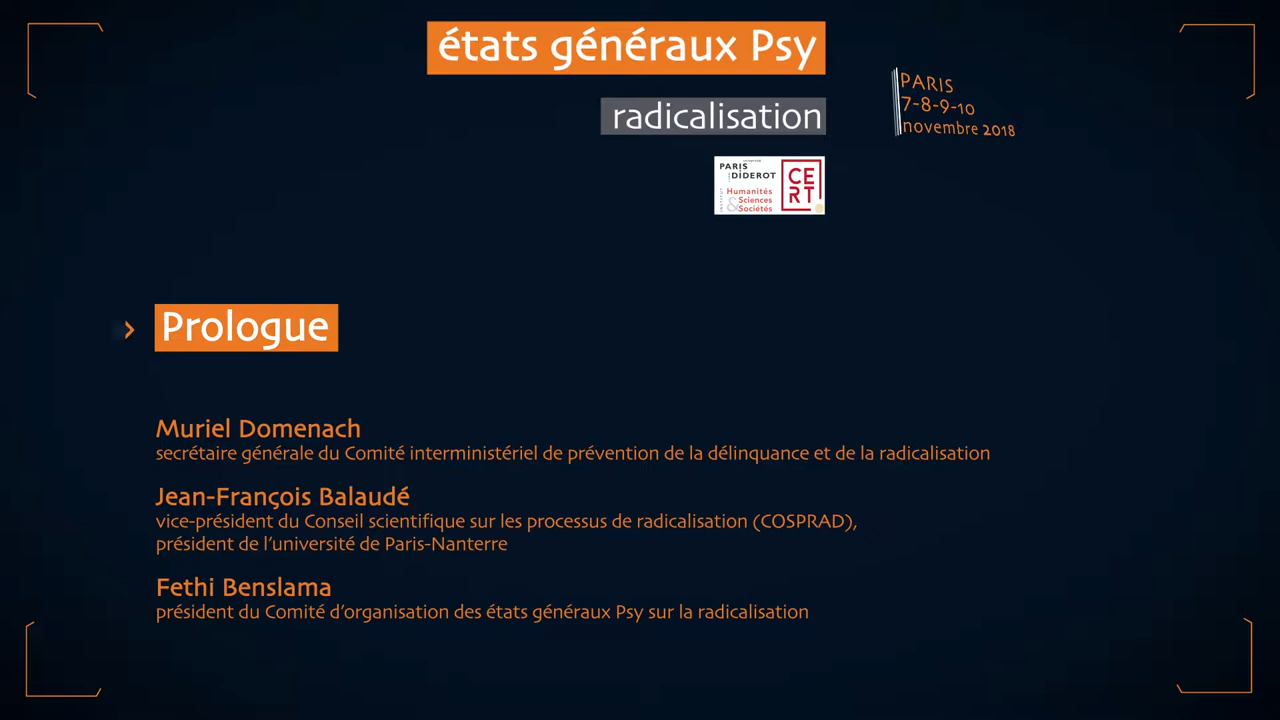 états généraux Psy
radicalisation
PARIS
7-8-9-10
novembre 2018
PARIS
DIDEROT
CE
RT
INSTITUT
Humanités
Sciences
& Sociétés
Prologue
Muriel Domenach
secrétaire générale du Comité interministériel de prévention de la délinquance et de la radicalisation
Jean-François Balaudé
vice-président du Conseil scientifique sur les processus de radicalisation (COSPRAD),
président de l'université de Paris-Nanterre
Fethi Benslama
président du Comité d'organisation des états généraux Psy sur la radicalisation